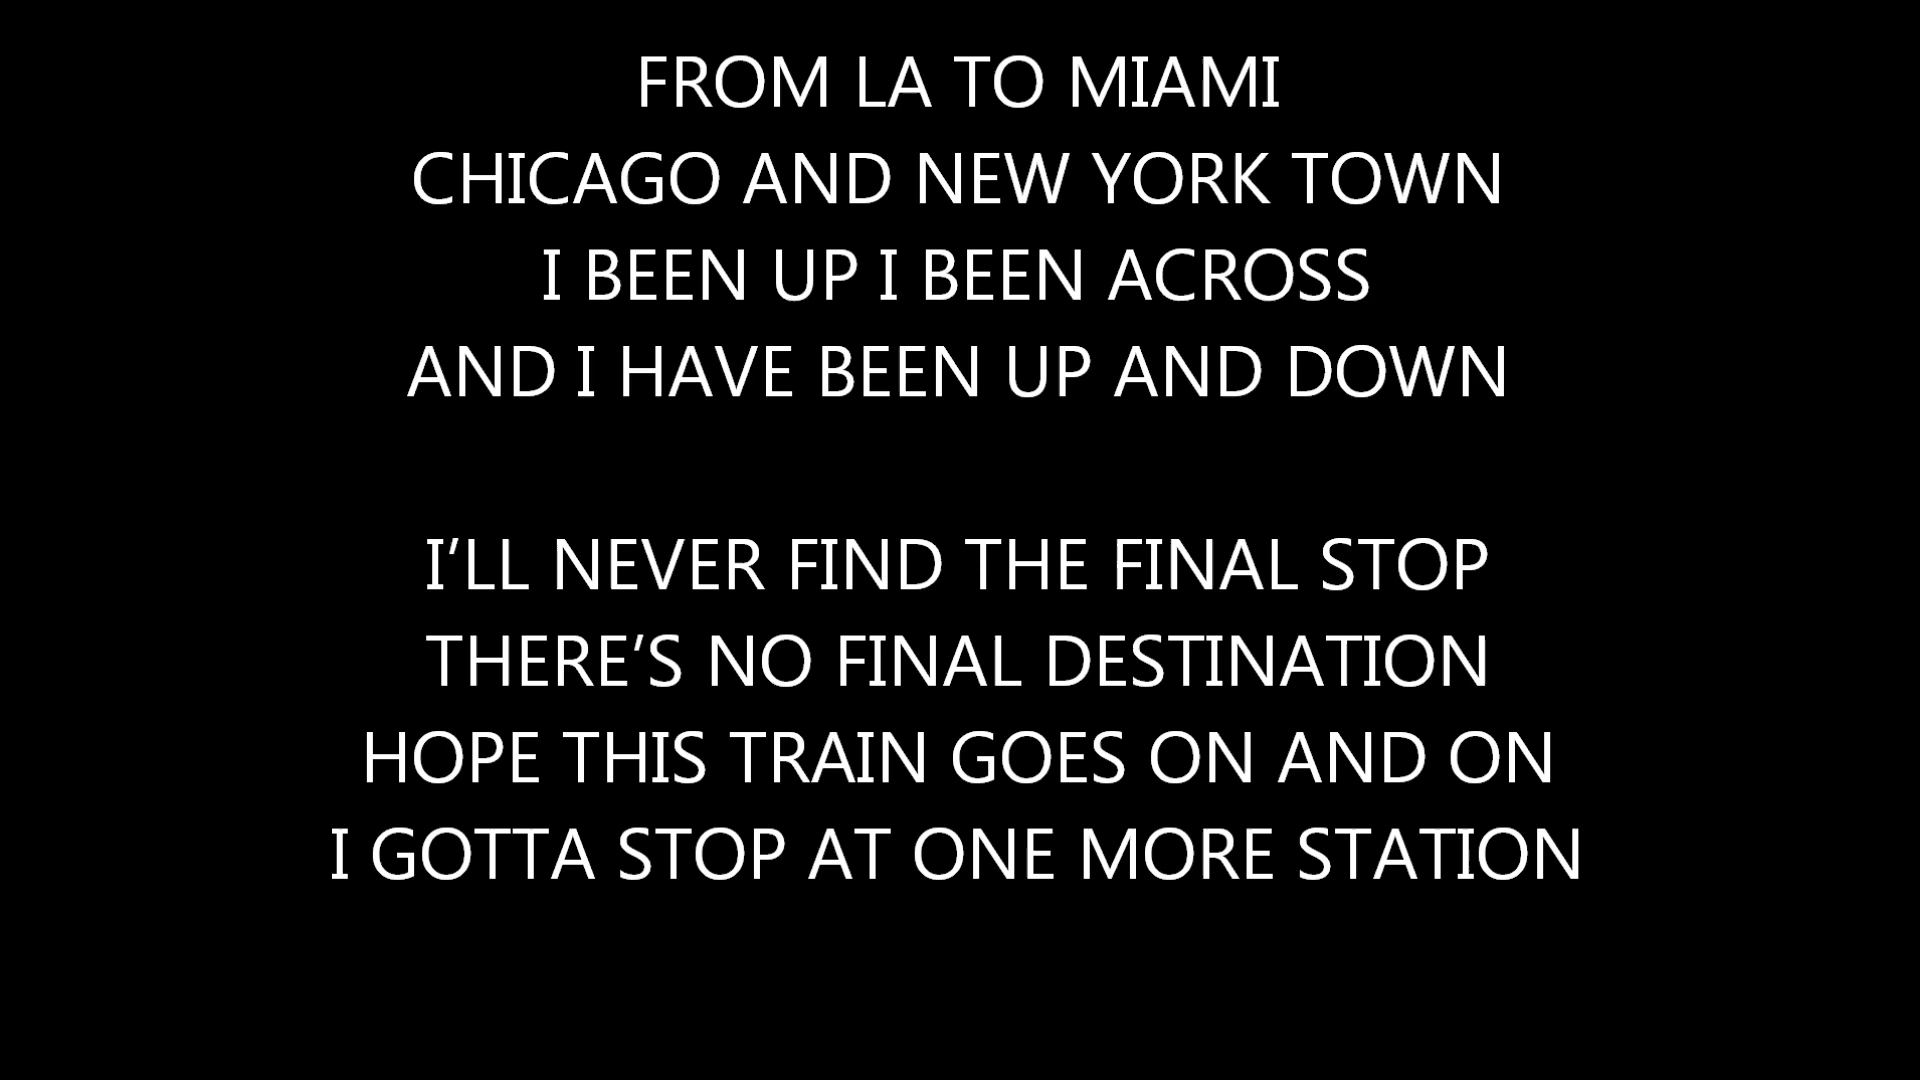 FROM LA TO MIAMI
CHICAGO AND NEW YORK TOWN
I BEEN UP I BEEN ACROSS
AND I HAVE BEEN UP AND DOWN
I’LL NEVER FIND THE FINAL STOP
THERE’S NO FINAL DESTINATION
HOPE THIS TRAIN GOES ON AND ON
I GOTTA STOP AT ONE MORE STATION